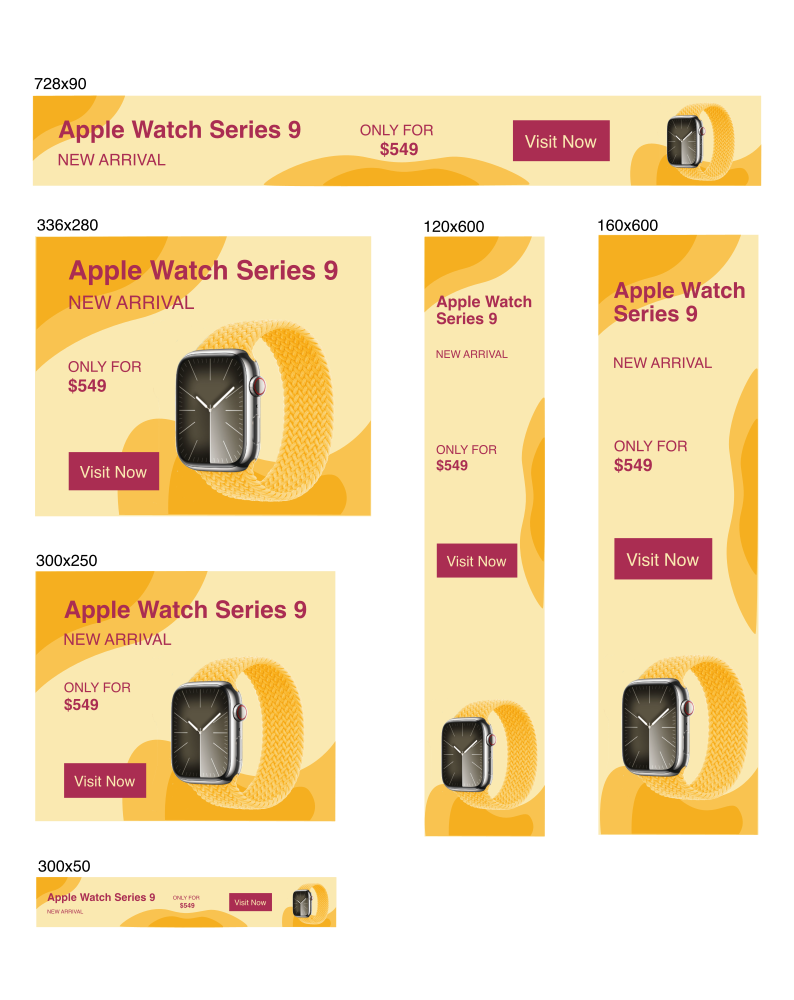 728x90
Apple Watch Series 9
NEW ARRIVAL
ONLY FOR
$549
Visit Now
336x280
Apple Watch Series 9
NEW ARRIVAL
ONLY FOR
$549
Visit Now
120x600
Apple Watch
Series 9
NEW ARRIVAL
ONLY FOR
$549
Visit Now
160x600
Apple Watch
Series 9
NEW ARRIVAL
ONLY FOR
$549
Visit Now
300x250
Apple Watch Series 9
NEW ARRIVAL
ONLY FOR
$549
Visit Now
300x50
Apple Watch Series 9
NEW ARRIVAL
ONLY FOR
$549
Visit Now